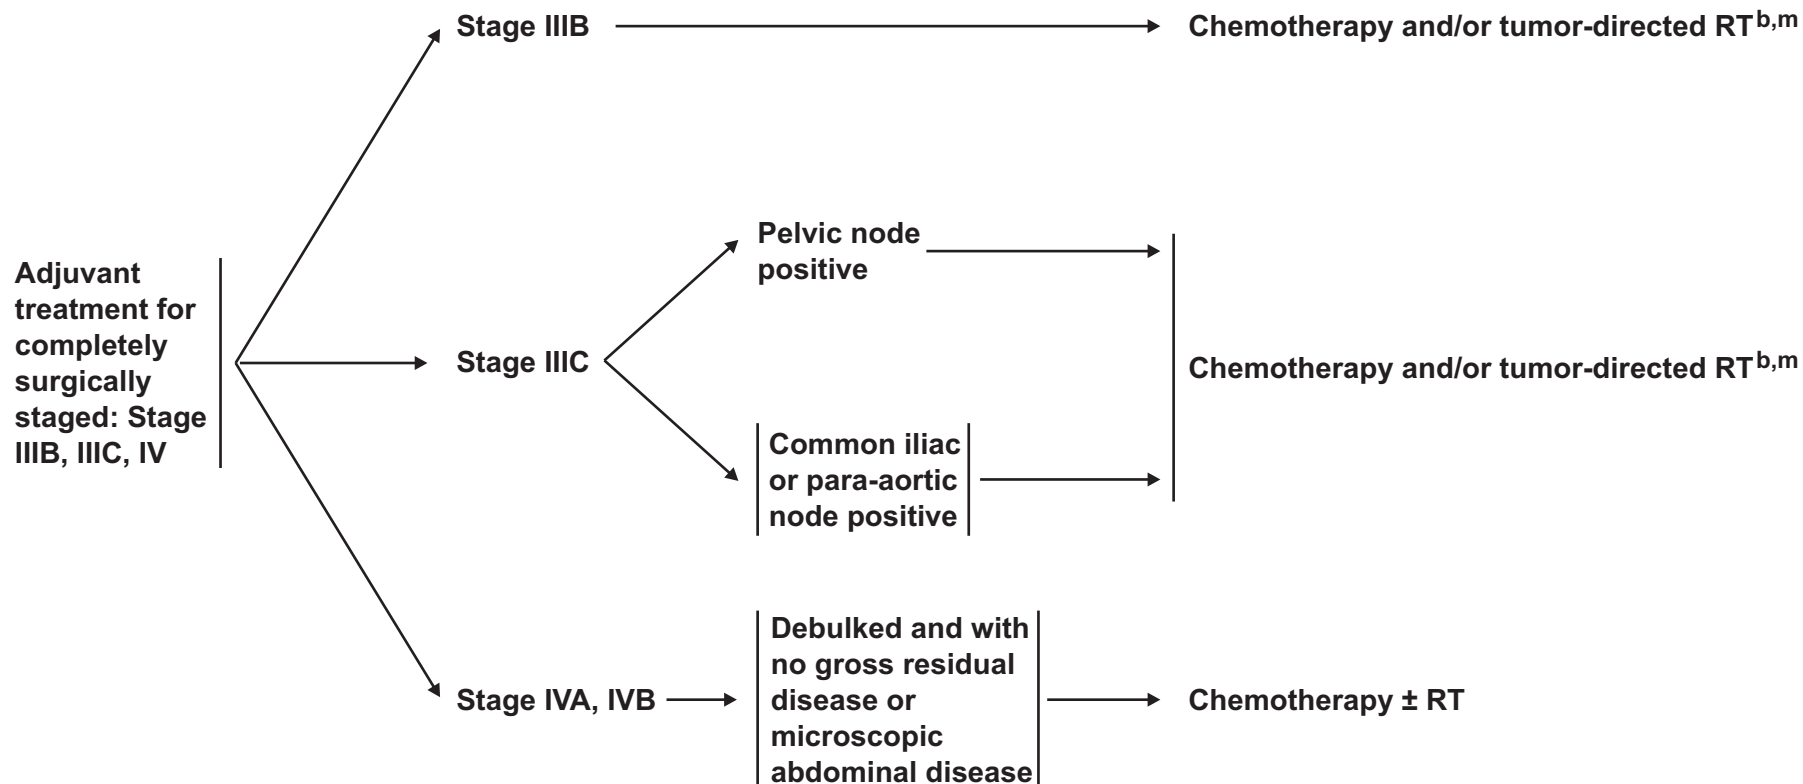 Stage IIIB
Chemotherapy and/or tumor-directed RTb,m
Adjuvant
treatment for
completely
surgically
staged: Stage
IIIB, IIIC, IV
Stage IIIC
Pelvic node
positive
Common iliac
or para-aortic
node positive
Chemotherapy and/or tumor-directed RTb,m
Stage IVA, IVB
Debulked and with
no gross residual
disease or
microscopic
abdominal disease
Chemotherapy ± RT